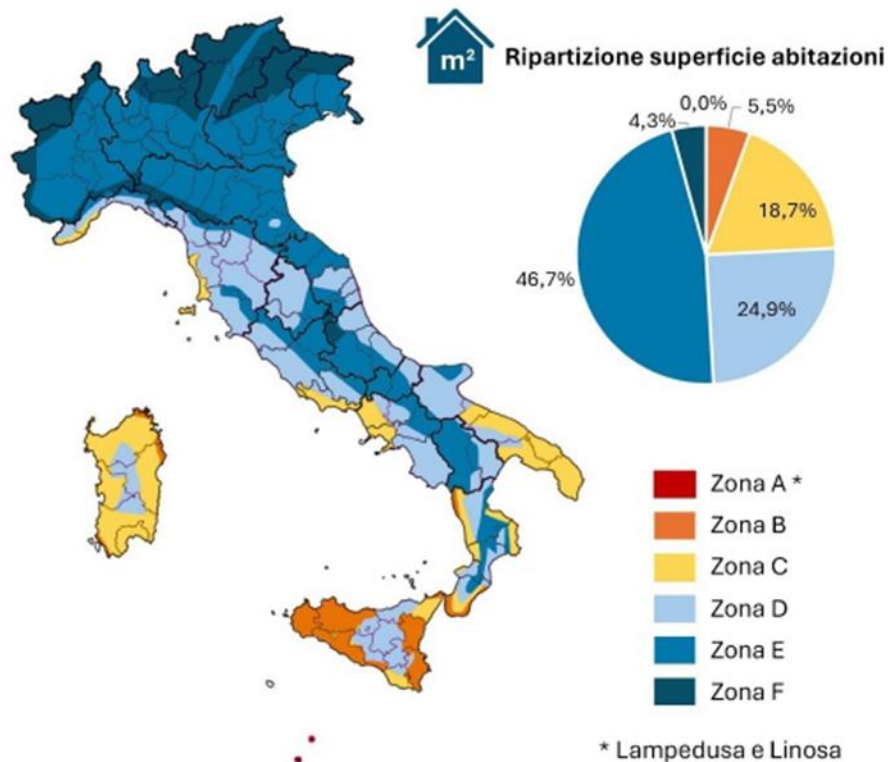 m²
Ripartizione superficie abitazioni
0,0%
5,5%
4,3%
18,7%
46,7%
24,9%
Zona A *
Zona B
Zona C
Zona D
Zona E
Zona F
* Lampedusa e Linosa